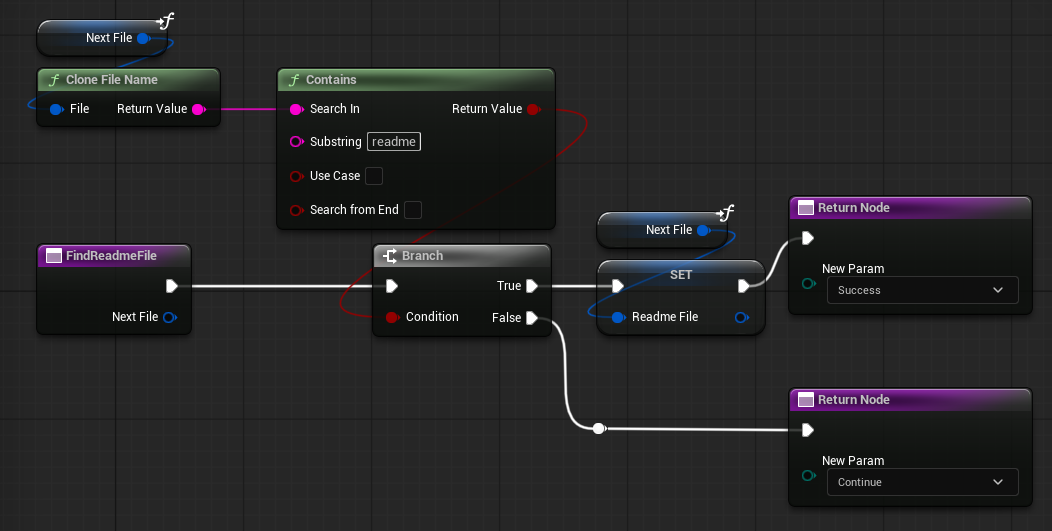 Next File
f Clone File Name
File Return Value
f Contains
Search In Return Value
Substring readme
Use Case
Search from End
FindReadmeFile
Next File
Branch
True
Condition False
Next File
SET
Readme File
Return Node
New Param
Success
Return Node
New Param
Continue